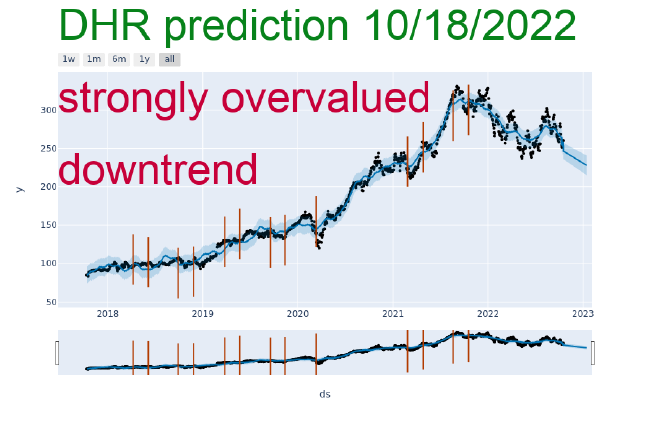 DHR prediction 10/18/2022
1w 1m 6m 1y all
strongly overvalued
downtrend
300
250
200
150
100
50
y
2018 2019 2020 2021 2022 2023
ds